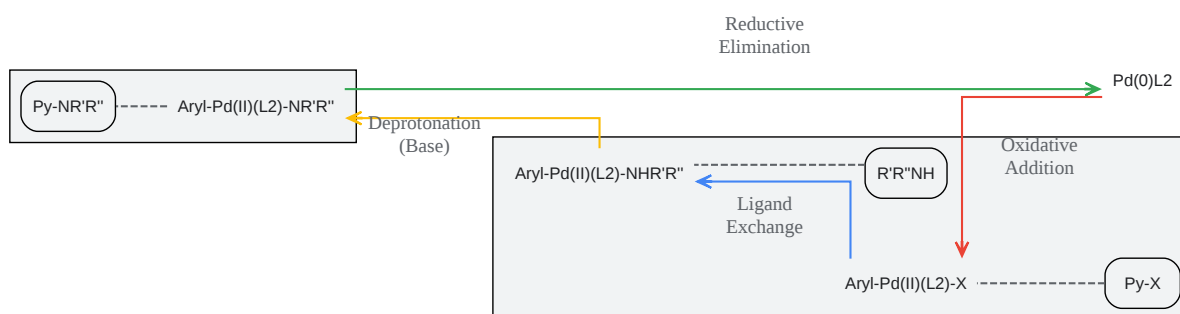 Reductive
Elimination
Pd(0)L2
Py-NR'R"
Aryl-Pd(II)(L2)-NR'R"
Deprotonation
(Base)
Oxidative
Addition
Aryl-Pd(II)(L2)-NHR'R"
R'R"NH
Ligand
Exchange
Aryl-Pd(II)(L2)-X
Py-X